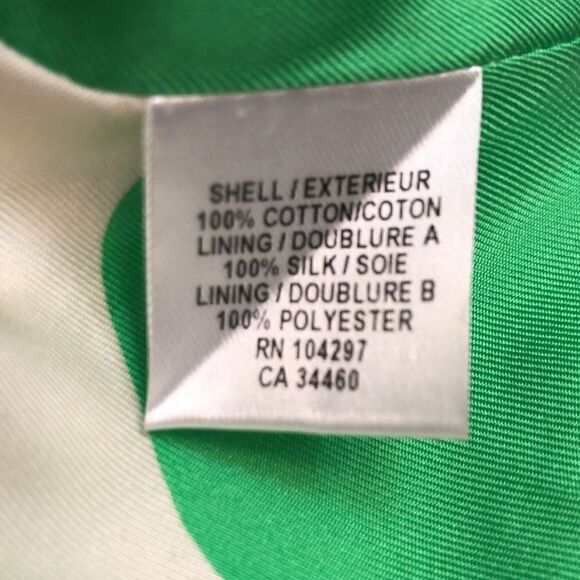 SHELL / EXTERIEUR
100% COTTON/COTON
LINING / DOUBLURE A
100% SILK / SOIE
LINING / DOUBLURE B
100% POLYESTER
RN 104297
CA 34460